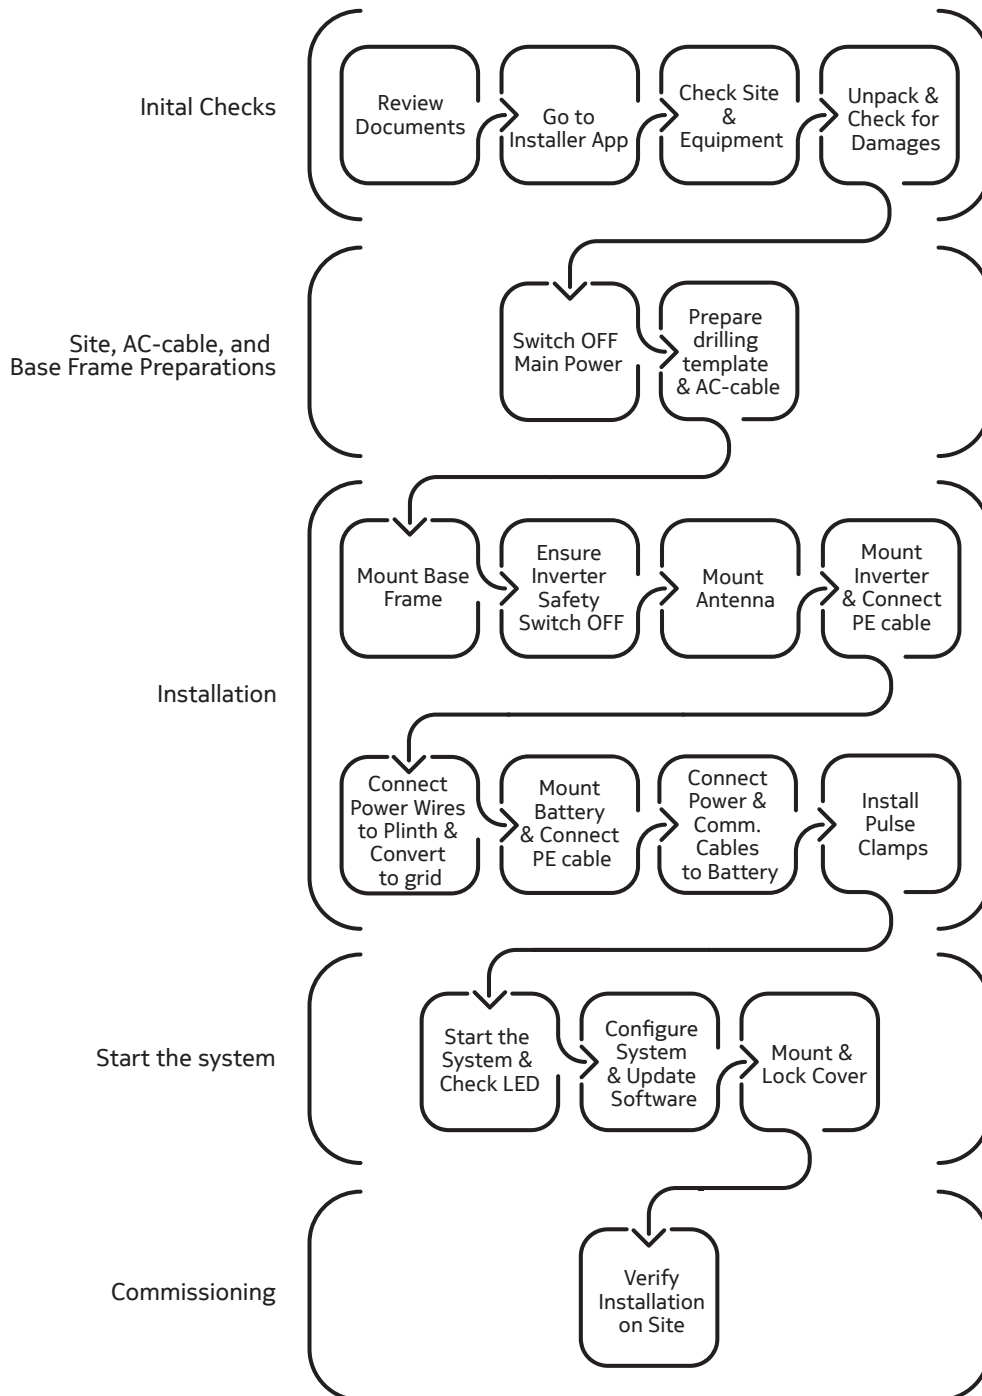 Inital Checks
Review
Documents
Go to
Installer App
Check Site
&
Equipment
Unpack &
Check for
Damages
Site, AC-cable, and
Base Frame Preparations
Switch OFF
Main Power
Prepare
drilling
template
& AC-cable
Installation
Mount Base
Frame
Ensure
Inverter
Safety
Switch OFF
Mount
Antenna
Mount
Inverter
& Connect
PE cable
Connect
Power Wires
to Plinth &
Convert
to grid
Mount
Battery
& Connect
PE cable
Connect
Power &
Comm.
Cables
to Battery
Install
Pulse
Clamps
Start the system
Start the
System &
Check LED
Configure
System
& Update
Software
Mount &
Lock Cover
Commissioning
Verify
Installation
on Site